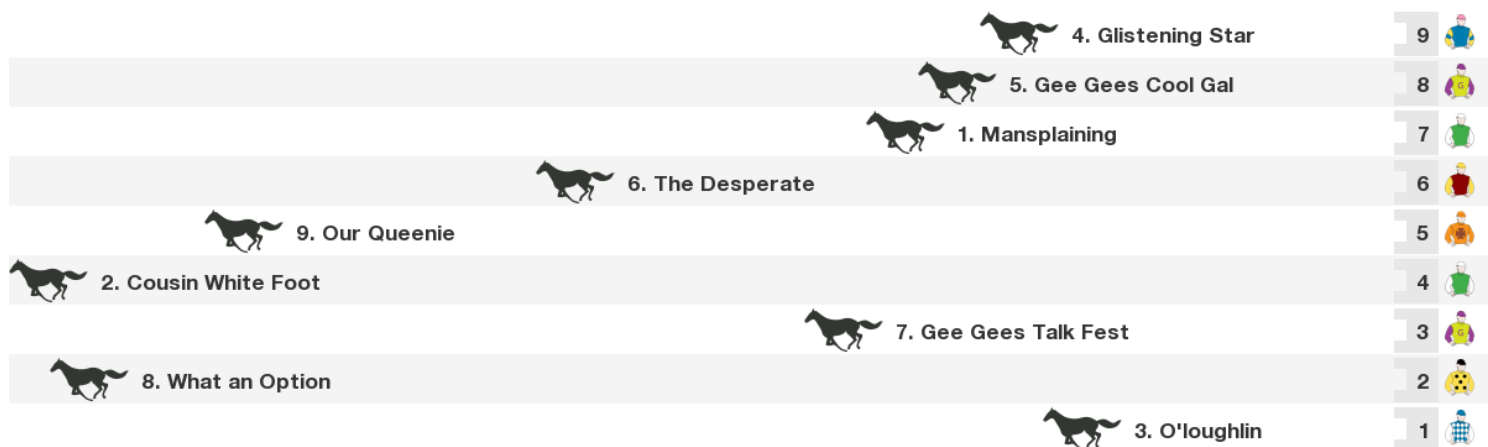 4. Glistening Star 9
5. Gee Gees Cool Gal 8 G
1. Mansplaining 7
6. The Desperate 6
9. Our Queenie 5
2. Cousin White Foot 4
7. Gee Gees Talk Fest 3 G
8. What an Option 2
3. O'loughlin 1